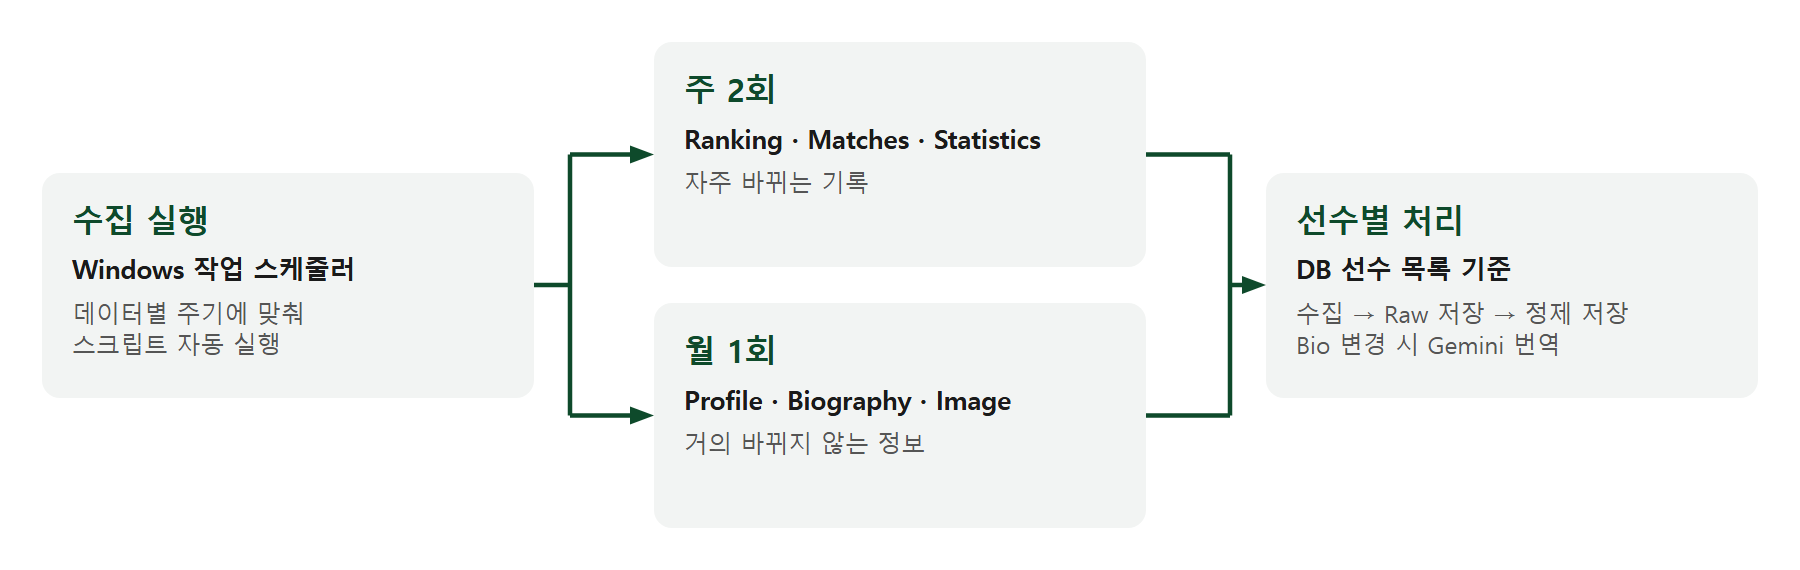 수집 실행
Windows 작업 스케줄러
데이터별 주기에 맞춰
스크립트 자동 실행
주 2회
Ranking · Matches · Statistics
자주 바뀌는 기록
월 1회
Profile · Biography · Image
거의 바뀌지 않는 정보
선수별 처리
DB 선수 목록 기준
수집 → Raw 저장 → 정제 저장
Bio 변경 시 Gemini 번역